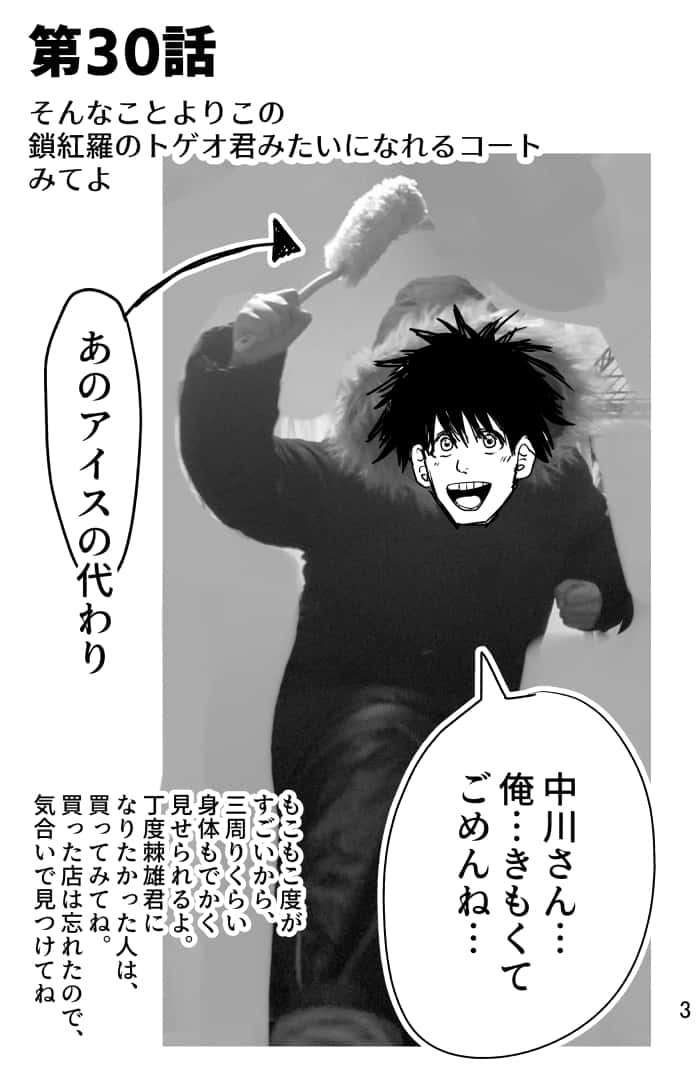 第30話
そんなことよりこの
鎖紅羅のトゲオ君みたいになれるコート
みてよ
あのアイスの代わり
中川さん…
俺…きもくて
ごめんね…
もこもこ度が
すごいから、
三周りくらい
身体もでかく
見せられるよ。
丁度棘雄君に
なりたかった人は、
買ってみてね。
買った店は忘れたので、
気合いで見つけてね
3